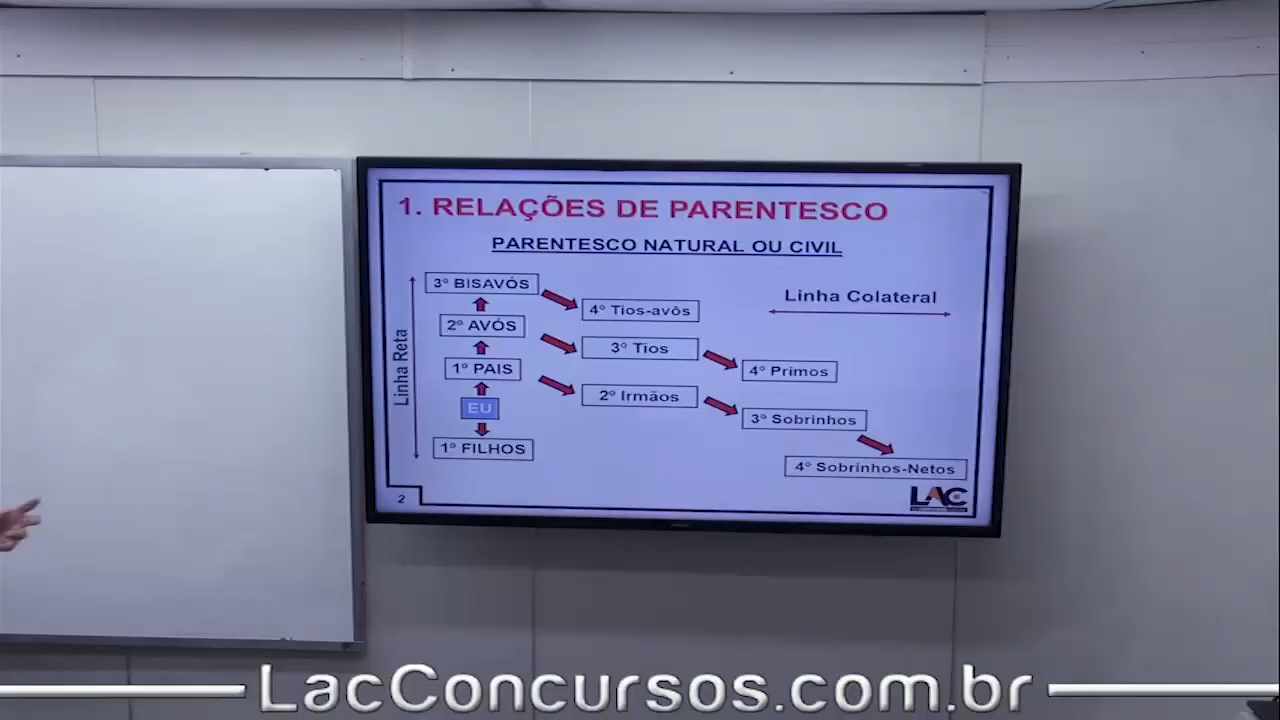 1. RELAÇÕES DE PARENTESCO
PARENTESCO NATURAL OU CIVIL
3º BISAVÓS
4º Tios-avôs
Linha Colateral
2º AVÓS
3º Tios
Linha Reta
1º PAIS
4º Primos
2º Irmãos
EU
3º Sobrinhos
1º FILHOS
4º Sobrinhos-Netos
2
LAC
LacConcursos.com.br